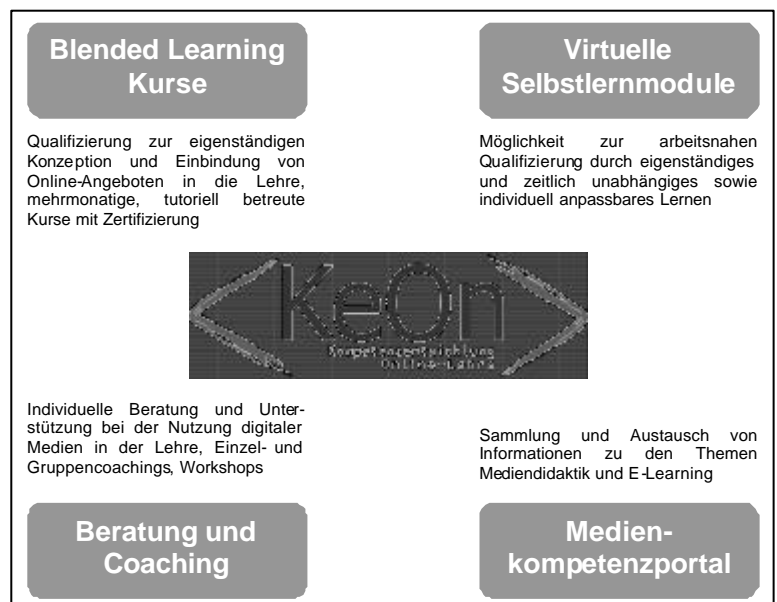 Blended Learning
Kurse
Qualifizierung zur eigenständigen
Konzeption und Einbindung von
Online-Angeboten in die Lehre,
mehrmonatige, tutoriell betreute
Kurse mit Zertifizierung
Virtuelle
Selbstlernmodule
Möglichkeit zur arbeitsnahen
Qualifizierung durch eigenständiges
und zeitlich unabhängiges sowie
individuell anpassbares Lernen
KeOn
Kompetenzentwicklung
Online-Lehre
Individuelle Beratung und Unter-
stützung bei der Nutzung digitaler
Medien in der Lehre, Einzel- und
Gruppencoachings, Workshops
Beratung und
Coaching
Sammlung und Austausch von
Informationen zu den Themen
Mediendidaktik und E-Learning
Medien-
kompetenzportal